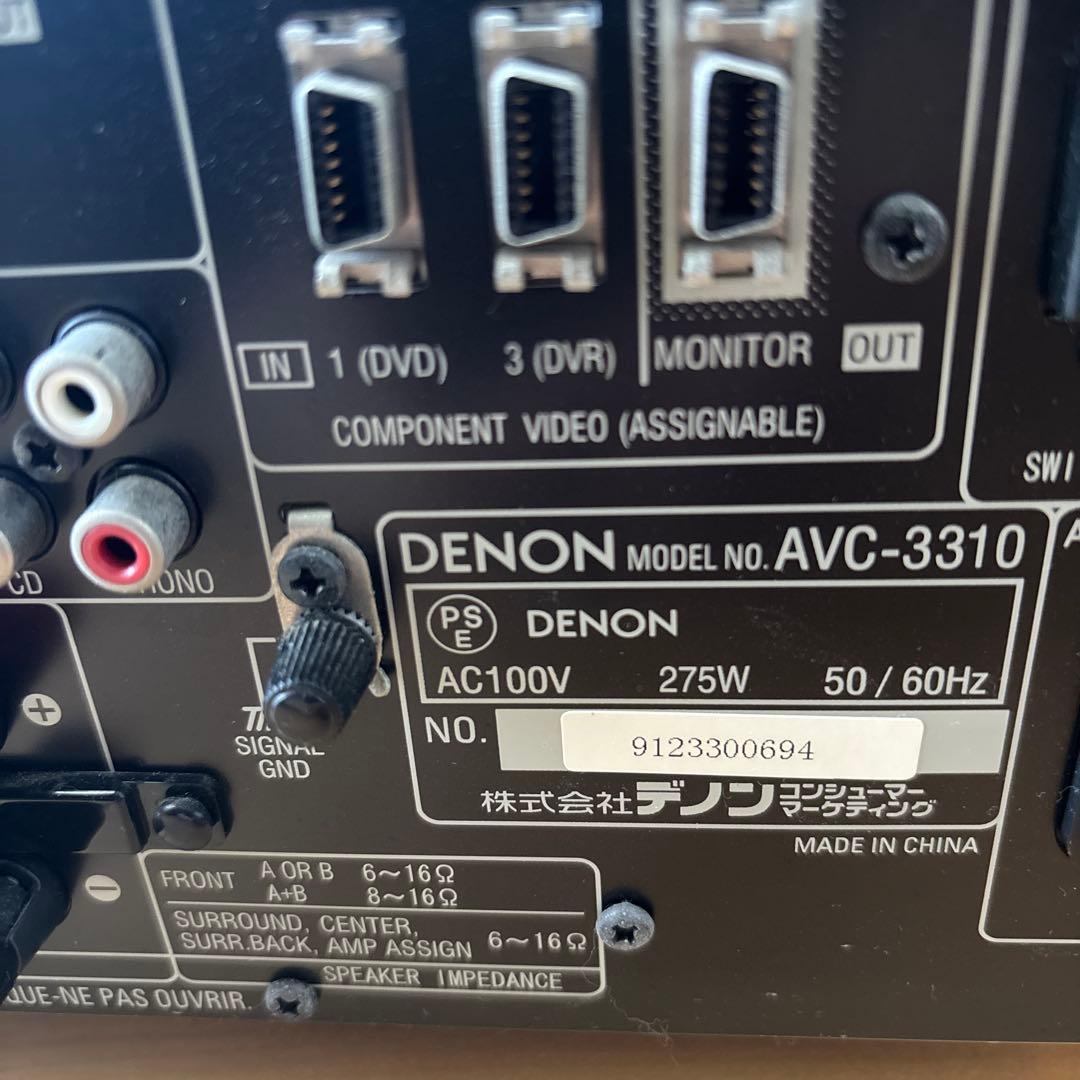 IN 1 (DVD) 3 (DVR) MONITOR OUT
COMPONENT VIDEO (ASSIGNABLE)
SWI
CD
MONO
DENON MODEL NO. AVC-3310
PS
E
DENON
AC100V 275W 50 / 60Hz
NO. 9123300694
株式会社デノン コンシューマー
マーケティング
MADE IN CHINA
SIGNAL
GND
FRONT A OR B 6~16Ω
A+B 8~16Ω
SURROUND, CENTER,
SURR.BACK, AMP ASSIGN 6~16Ω
SPEAKER IMPEDANCE
QUE-NE PAS OUVRIR.